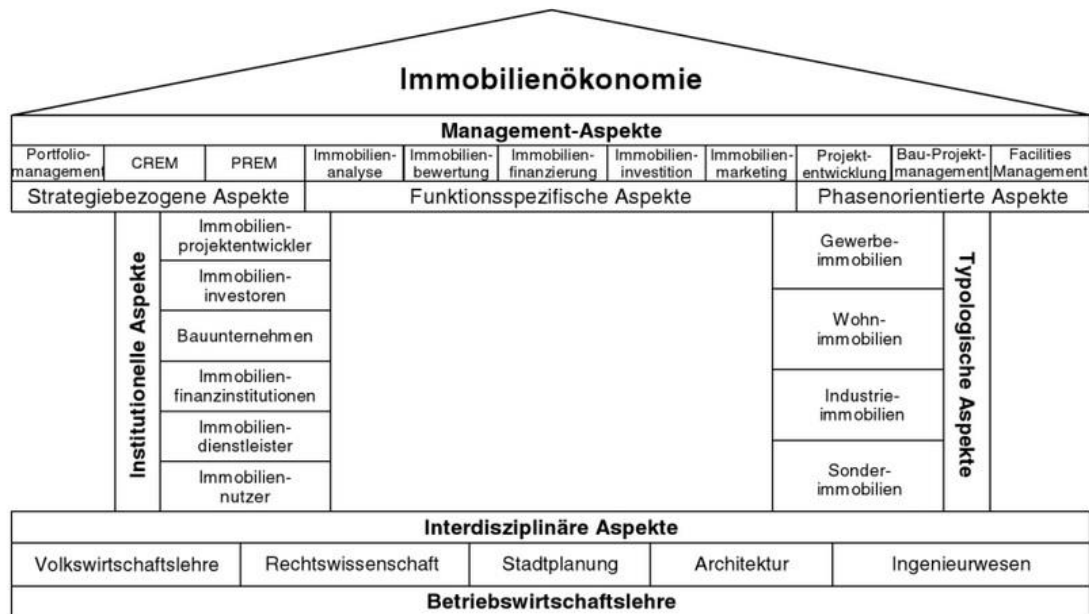 Immobilienökonomie
Management-Aspekte
Portfolio-
management
CREM
PREM
Immobilien-
analyse
Immobilien-
bewertung
Immobilien-
finanzierung
Immobilien-
investition
Immobilien-
marketing
Projekt-
entwicklung
Bau-Projekt-
management
Facilities
Management
Strategiebezogene Aspekte
Funktionsspezifische Aspekte
Phasenorientierte Aspekte
Institutionelle Aspekte
Immobilien-
projektentwickler
Immobilien-
investoren
Bauunternehmen
Immobilien-
finanzinstitutionen
Immobilien-
dienstleister
Immobilien-
nutzer
Gewerbe-
immobilien
Wohn-
immobilien
Industrie-
immobilien
Sonder-
immobilien
Typologische Aspekte
Interdisziplinäre Aspekte
Volkswirtschaftslehre
Rechtswissenschaft
Stadtplanung
Architektur
Ingenieurwesen
Betriebswirtschaftslehre